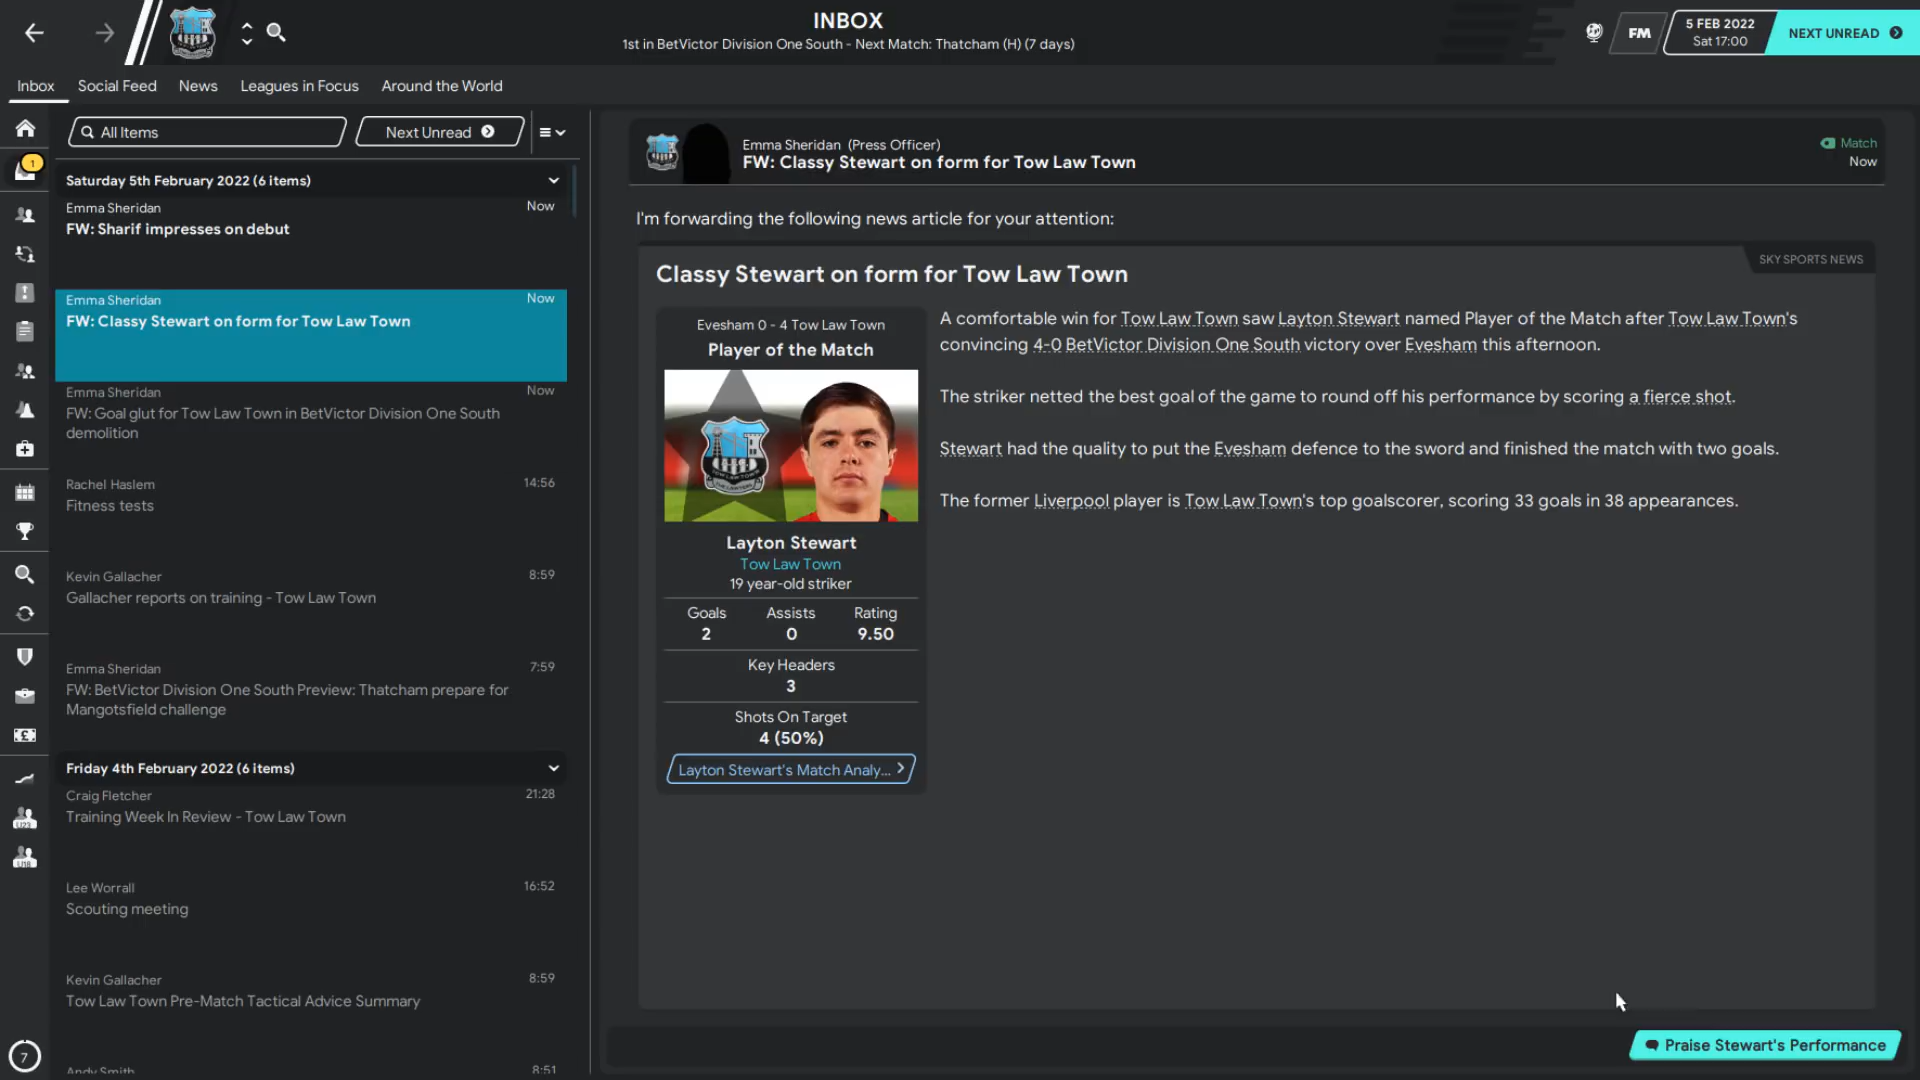 INBOX
1st in BetVictor Division One South - Next Match: Thatcham (H) (7 days)
FM
5 FEB 2022
Sat 17:00
NEXT UNREAD
Inbox
Social Feed
News
Leagues in Focus
Around the World
All Items
Next Unread
1
Saturday 5th February 2022 (6 items)
Emma Sheridan
Now
FW: Sharif impresses on debut
Emma Sheridan
Now
FW: Classy Stewart on form for Tow Law Town
Emma Sheridan
Now
FW: Goal glut for Tow Law Town in BetVictor Division One South
demolition
Rachel Haslem
14:56
Fitness tests
Kevin Gallacher
8:59
Gallacher reports on training - Tow Law Town
Emma Sheridan
7:59
FW: BetVictor Division One South Preview: Thatcham prepare for
Mangotsfield challenge
Friday 4th February 2022 (6 items)
Craig Fletcher
21:28
Training Week In Review - Tow Law Town
Lee Worrall
16:52
Scouting meeting
Kevin Gallacher
8:59
Tow Law Town Pre-Match Tactical Advice Summary
Andy Smith
8:51
U23
U18
7
Emma Sheridan (Press Officer)
FW: Classy Stewart on form for Tow Law Town
Match
Now
I'm forwarding the following news article for your attention:
SKY SPORTS NEWS
Classy Stewart on form for Tow Law Town
Evesham 0 - 4 Tow Law Town
Player of the Match
Layton Stewart
Tow Law Town
19 year-old striker
Goals
Assists
Rating
2
0
9.50
Key Headers
3
Shots On Target
4 (50%)
Layton Stewart's Match Analy...
A comfortable win for Tow Law Town saw Layton Stewart named Player of the Match after Tow Law Town's
convincing 4-0 BetVictor Division One South victory over Evesham this afternoon.
The striker netted the best goal of the game to round off his performance by scoring a fierce shot.
Stewart had the quality to put the Evesham defence to the sword and finished the match with two goals.
The former Liverpool player is Tow Law Town's top goalscorer, scoring 33 goals in 38 appearances.
Praise Stewart's Performance